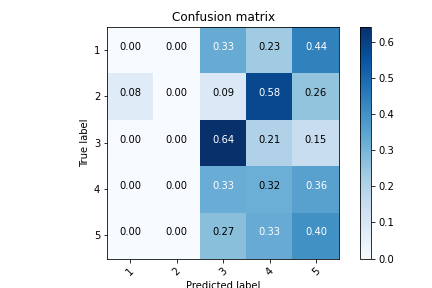 Confusion matrix
1 0.00 0.00 0.33 0.23 0.44
2 0.08 0.00 0.09 0.58 0.26
3 0.00 0.00 0.64 0.21 0.15
4 0.00 0.00 0.33 0.32 0.36
5 0.00 0.00 0.27 0.33 0.40
1 2 3 4 5
True label
Predicted label
0.6
0.5
0.4
0.3
0.2
0.1
0.0